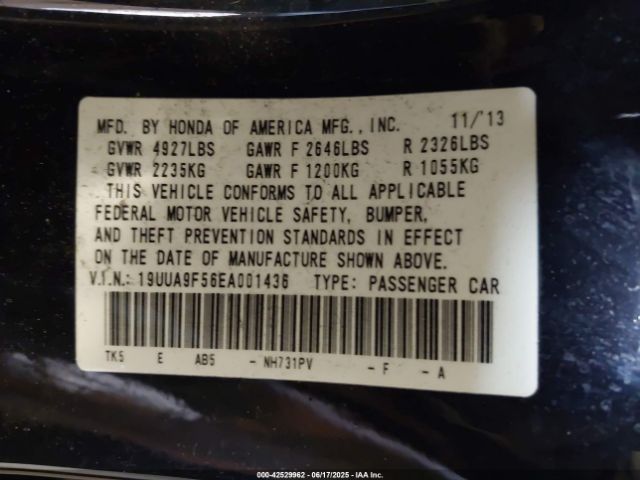 MFD. BY HONDA OF AMERICA MFG., INC. 11/'13
GVWR 4927LBS GAWR F 2646LBS R 2326LBS
GVWR 2235KG GAWR F 1200KG R 1055KG
THIS VEHICLE CONFORMS TO ALL APPLICABLE
FEDERAL MOTOR VEHICLE SAFETY, BUMPER,
AND THEFT PREVENTION STANDARDS IN EFFECT
ON THE DATE OF MANUFACTURE SHOWN ABOVE.
V.I.N.: 19UUA9F56EA001436 TYPE: PASSENGER CAR
TK5 E AB5 - NH731PV - F - A
000-42529962 | 06/17/2025 | IAA Inc.